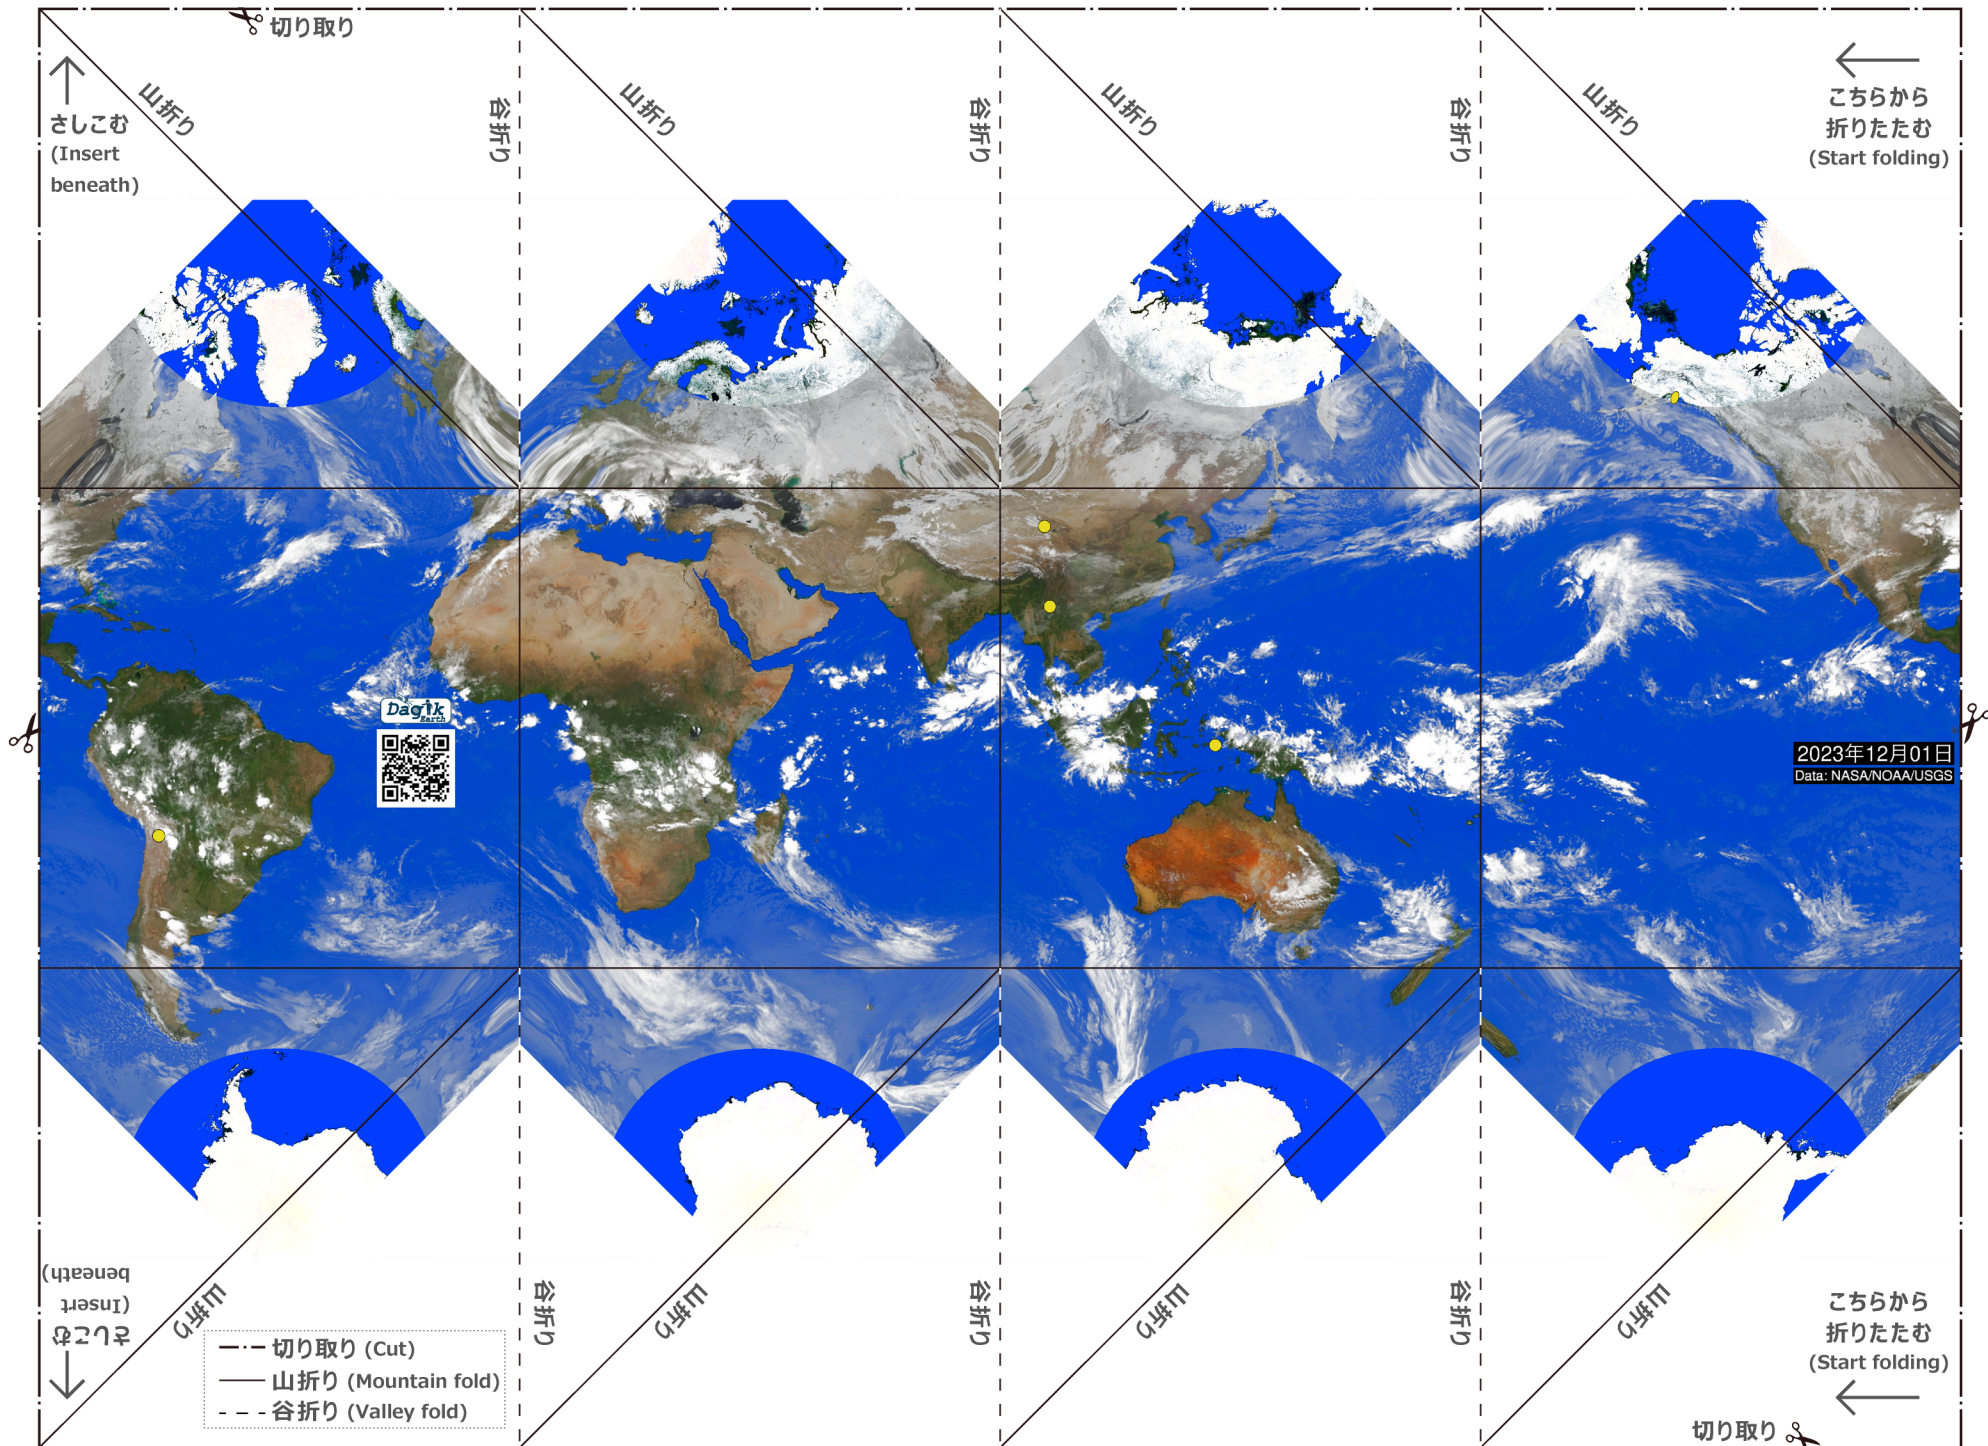 切り取り
さしこむ
(Insert
beneath)
山折り
谷折り
山折り
谷折り
山折り
谷折り
山折り
こちらから
折りたたむ
(Start folding)
Dagik
Earth
2023年12月01日
Data: NASA/NOAA/USGS
さしこむ
(Insert
beneath)
山折り
谷折り
山折り
谷折り
山折り
谷折り
山折り
こちらから
折りたたむ
(Start folding)
切り取り (Cut)
山折り (Mountain fold)
谷折り (Valley fold)
切り取り